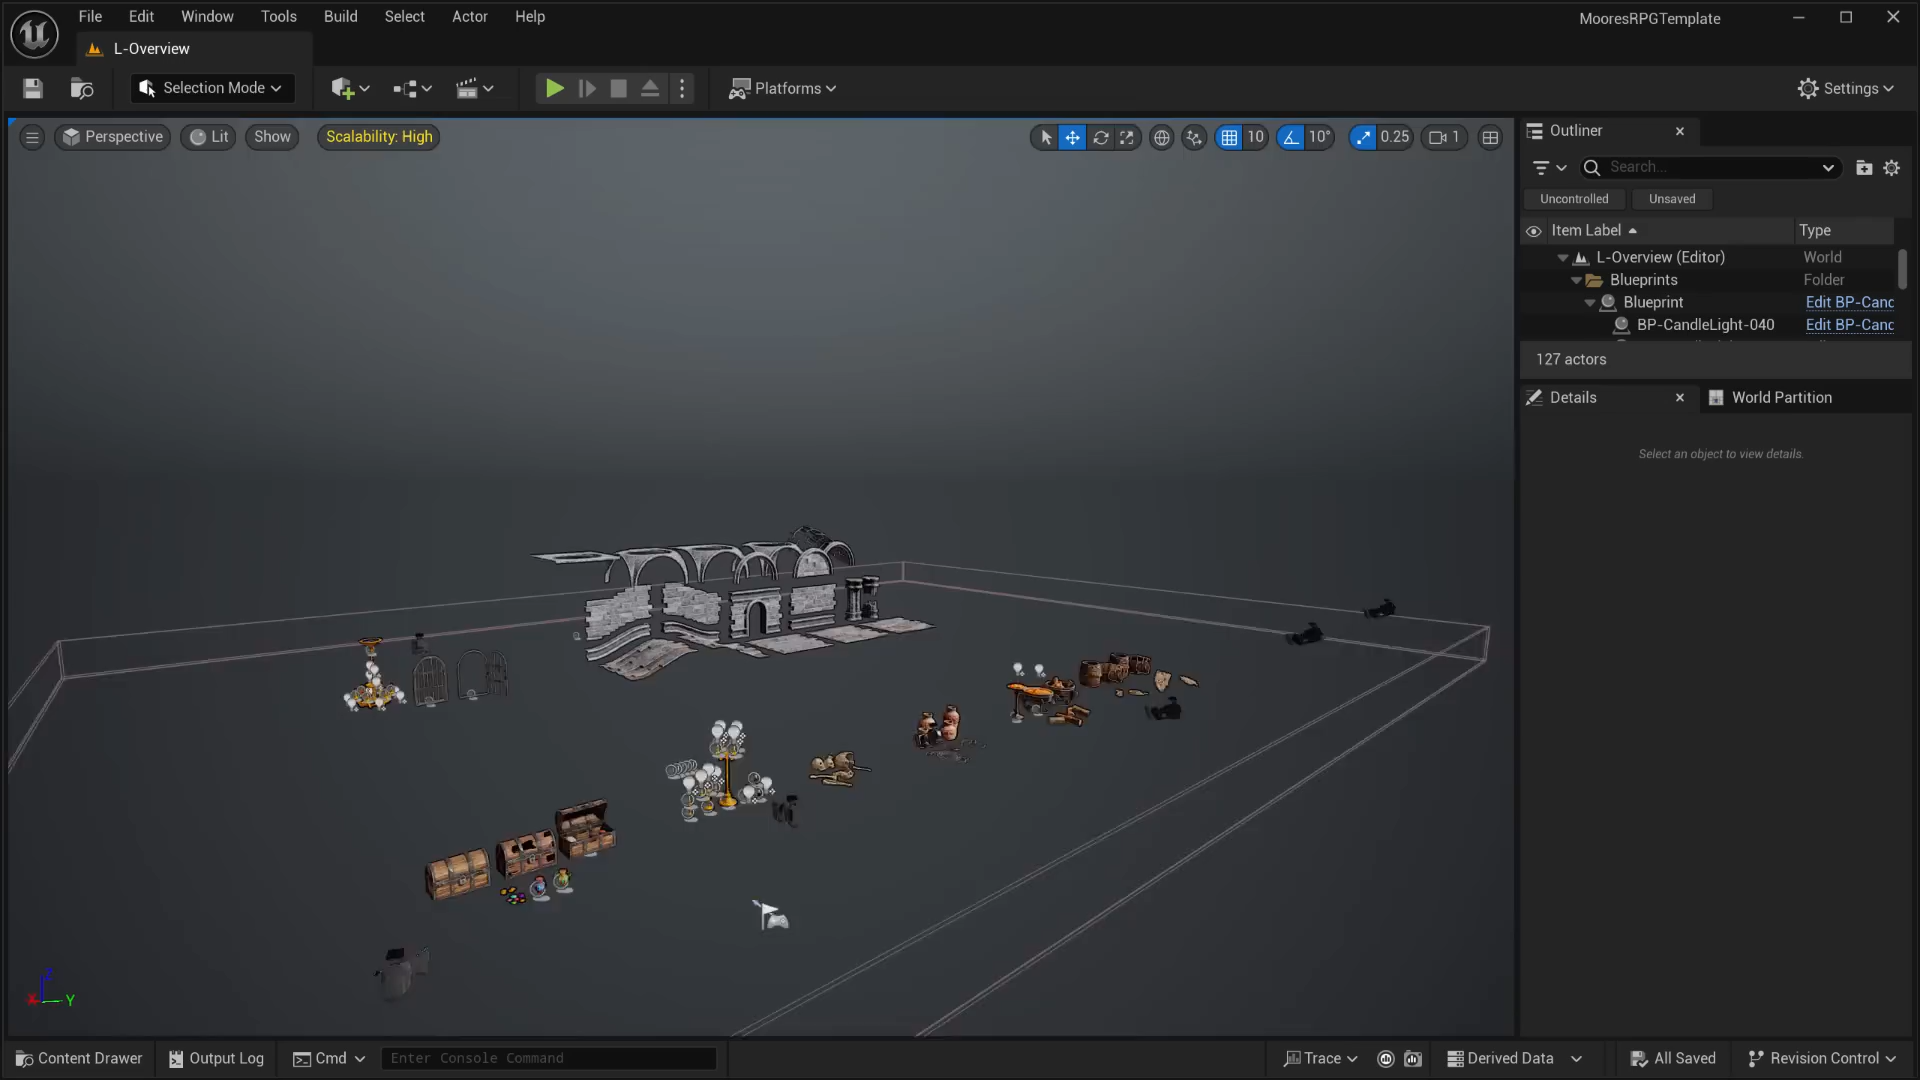 File Edit Window Tools Build Select Actor Help
MooresRPGTemplate
L-Overview
Selection Mode
Platforms
Settings
Perspective Lit Show Scalability: High
10 10° 0.25 1
Outliner
Search...
Uncontrolled Unsaved
Item Label Type
L-Overview (Editor) World
Blueprints Folder
Blueprint Edit BP-Canc
BP-CandleLight-040 Edit BP-Canc
127 actors
Details World Partition
Select an object to view details.
Z
X Y
Content Drawer Output Log Cmd Enter Console Command
Trace Derived Data All Saved Revision Control